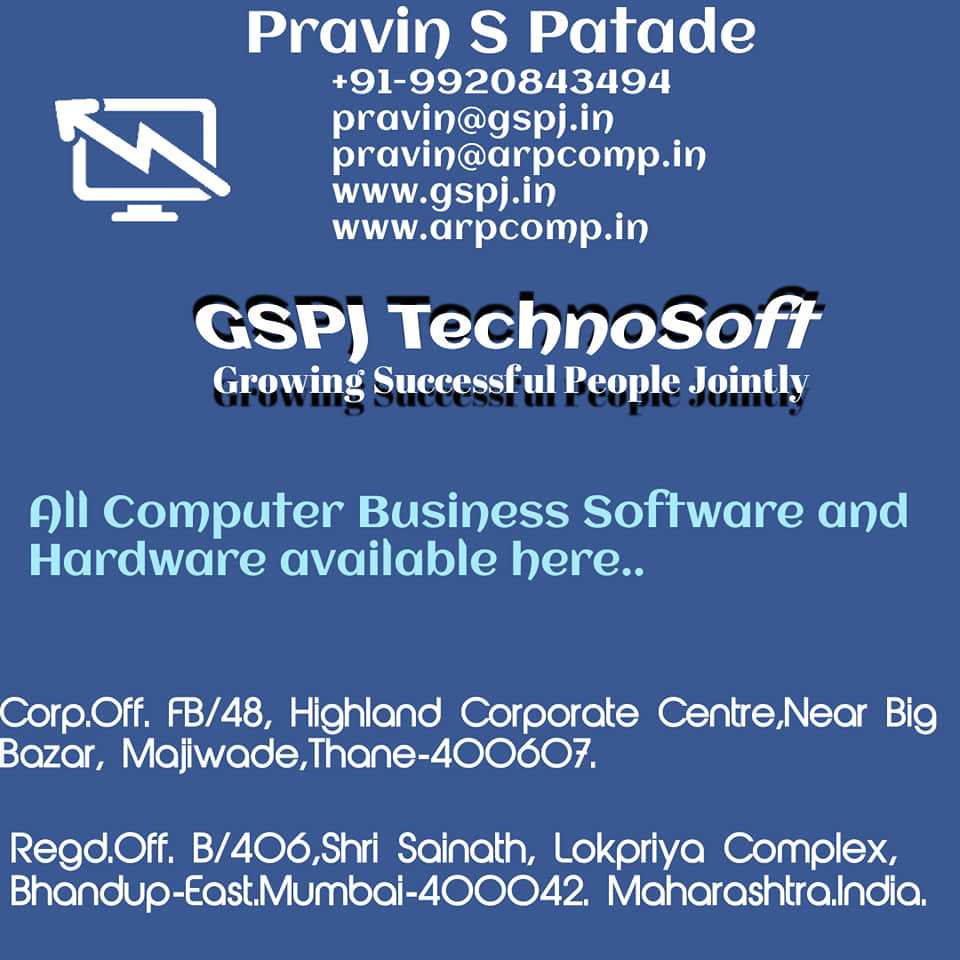 Pravin S Patade
+91-9920843494
pravin@gspj.in
pravin@arpcomp.in
www.gspj.in
www.arpcomp.in
GSPJ TechnoSoft
Growing Successful People Jointly
All Computer Business Software and
Hardware available here..
Corp.Off. FB/48, Highland Corporate Centre,Near Big
Bazar, Majiwade,Thane-400607.
Regd.Off. B/406,Shri Sainath, Lokpriya Complex,
Bhandup-East.Mumbai-400042. Maharashtra.India.